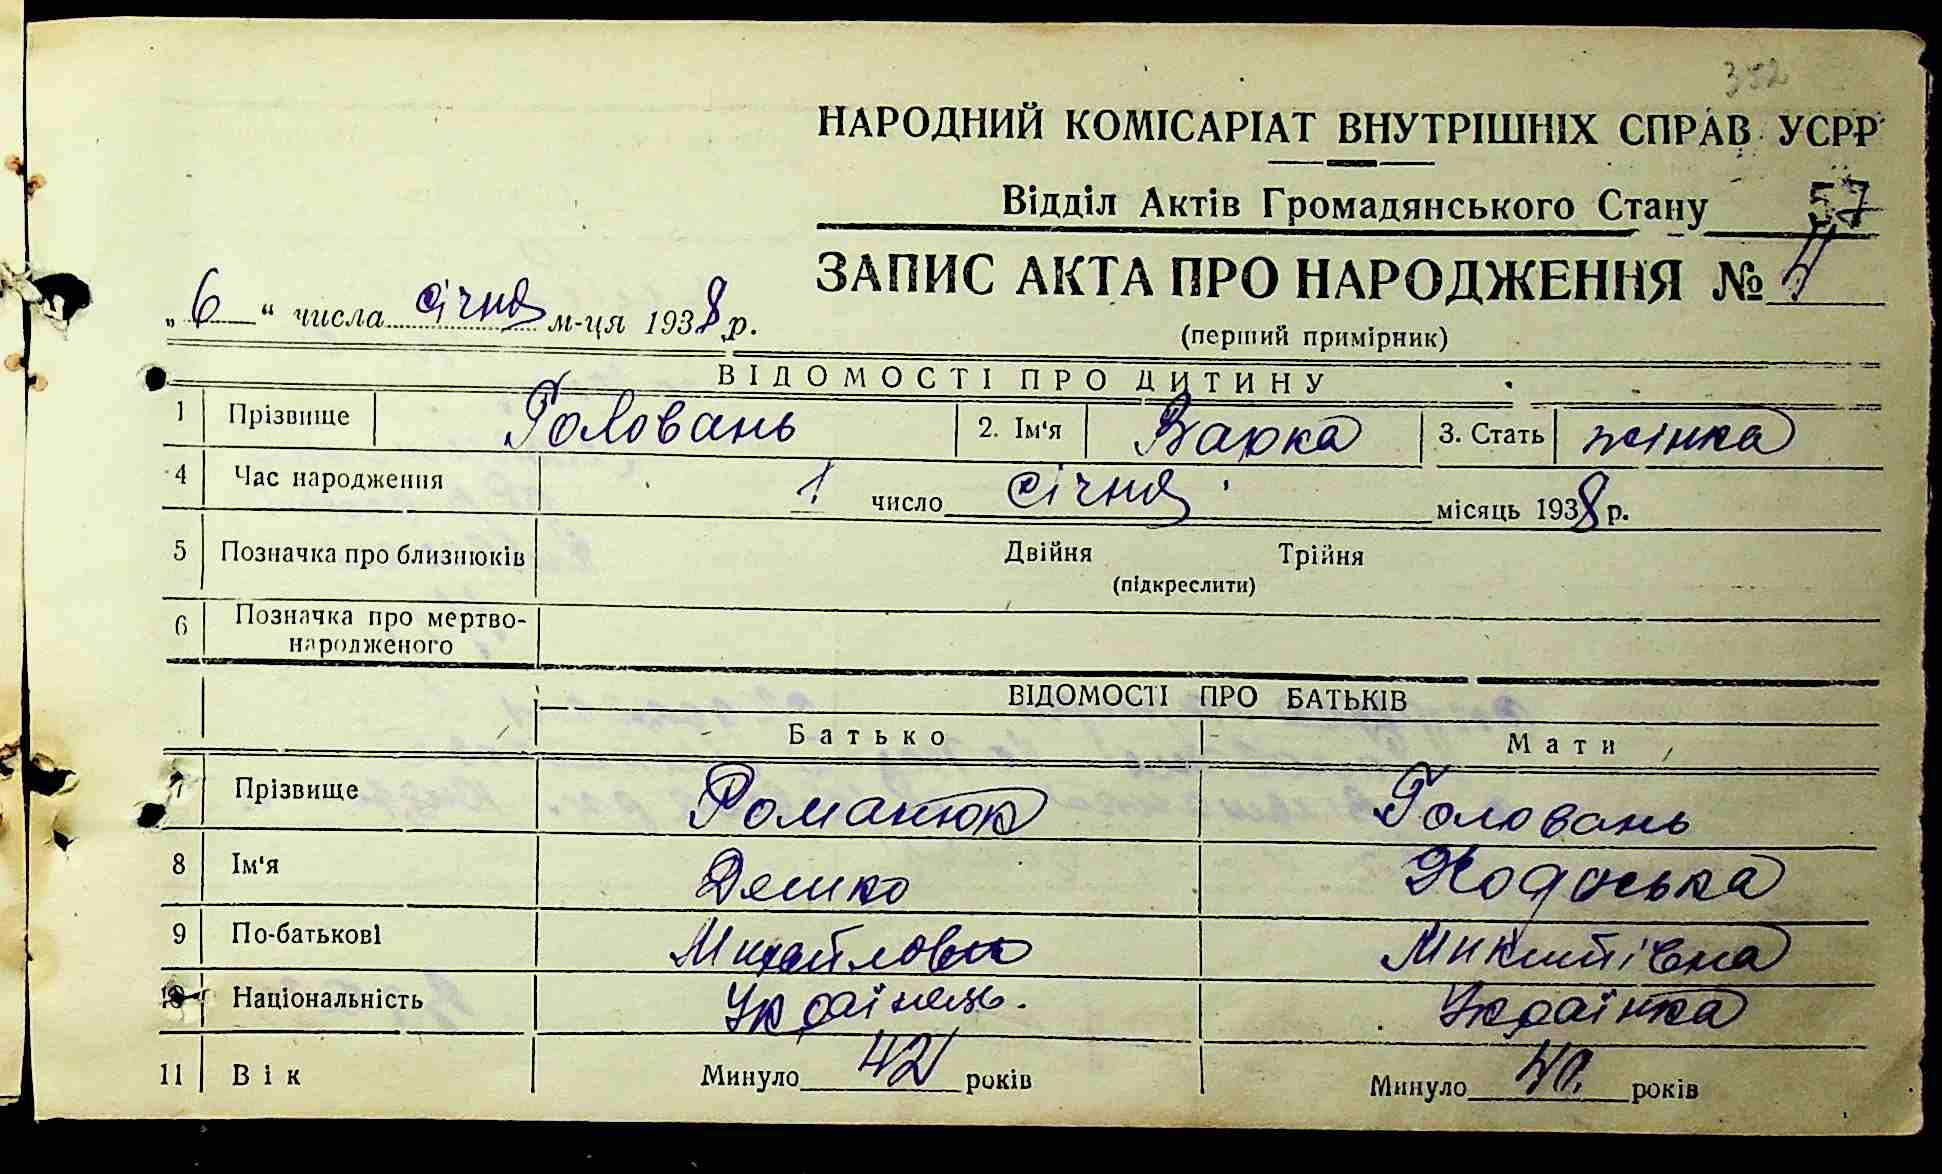 352
НАРОДНИЙ КОМІСАРІАТ ВНУТРІШНІХ СПРАВ УСРР
Відділ Актів Громадянського Стану 57
ЗАПИС АКТА ПРО НАРОДЖЕННЯ № 4
(перший примірник)
„6“ числа січня м-ця 1938 р.
ВІДОМОСТІ ПРО ДИТИНУ
1 Прізвище Головань 2. Ім'я Варка 3. Стать жінка
4 Час народження 1 число січня місяць 1938 р.
5 Позначка про близнюків Двійня Трійня
(підкреслити)
6 Позначка про мертво-
народженого
ВІДОМОСТІ ПРО БАТЬКІВ
Батько Мати
7 Прізвище Романюк Головань
8 Ім'я Демко Ходоська
9 По-батькові Михайлович Микитівна
10 Національність Українець. Українка
11 Вік Минуло 42 років Минуло 40. років